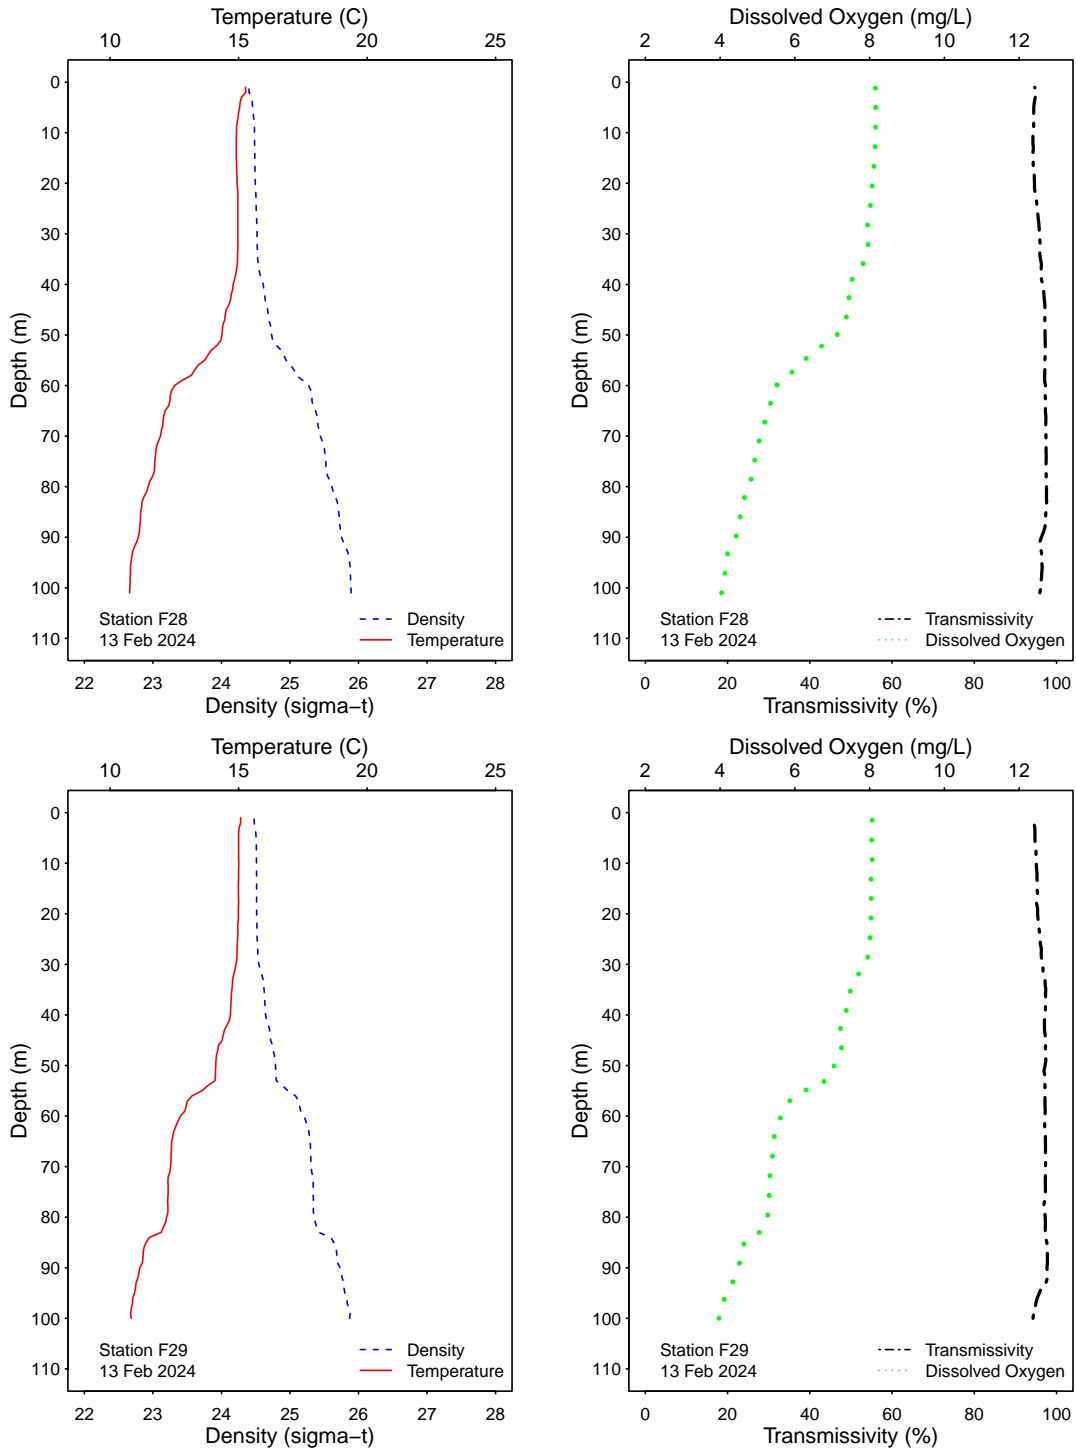 Temperature (C)
10 15 20 25
0
10
20
30
40
50
60
70
80
90
100
110
Depth (m)
Station F28
13 Feb 2024
Density
Temperature
22 23 24 25 26 27 28
Density (sigma−t)
Dissolved Oxygen (mg/L)
2 4 6 8 10 12
0
10
20
30
40
50
60
70
80
90
100
110
Depth (m)
Station F28
13 Feb 2024
Transmissivity
Dissolved Oxygen
0 20 40 60 80 100
Transmissivity (%)
Temperature (C)
10 15 20 25
0
10
20
30
40
50
60
70
80
90
100
110
Depth (m)
Station F29
13 Feb 2024
Density
Temperature
22 23 24 25 26 27 28
Density (sigma−t)
Dissolved Oxygen (mg/L)
2 4 6 8 10 12
0
10
20
30
40
50
60
70
80
90
100
110
Depth (m)
Station F29
13 Feb 2024
Transmissivity
Dissolved Oxygen
0 20 40 60 80 100
Transmissivity (%)